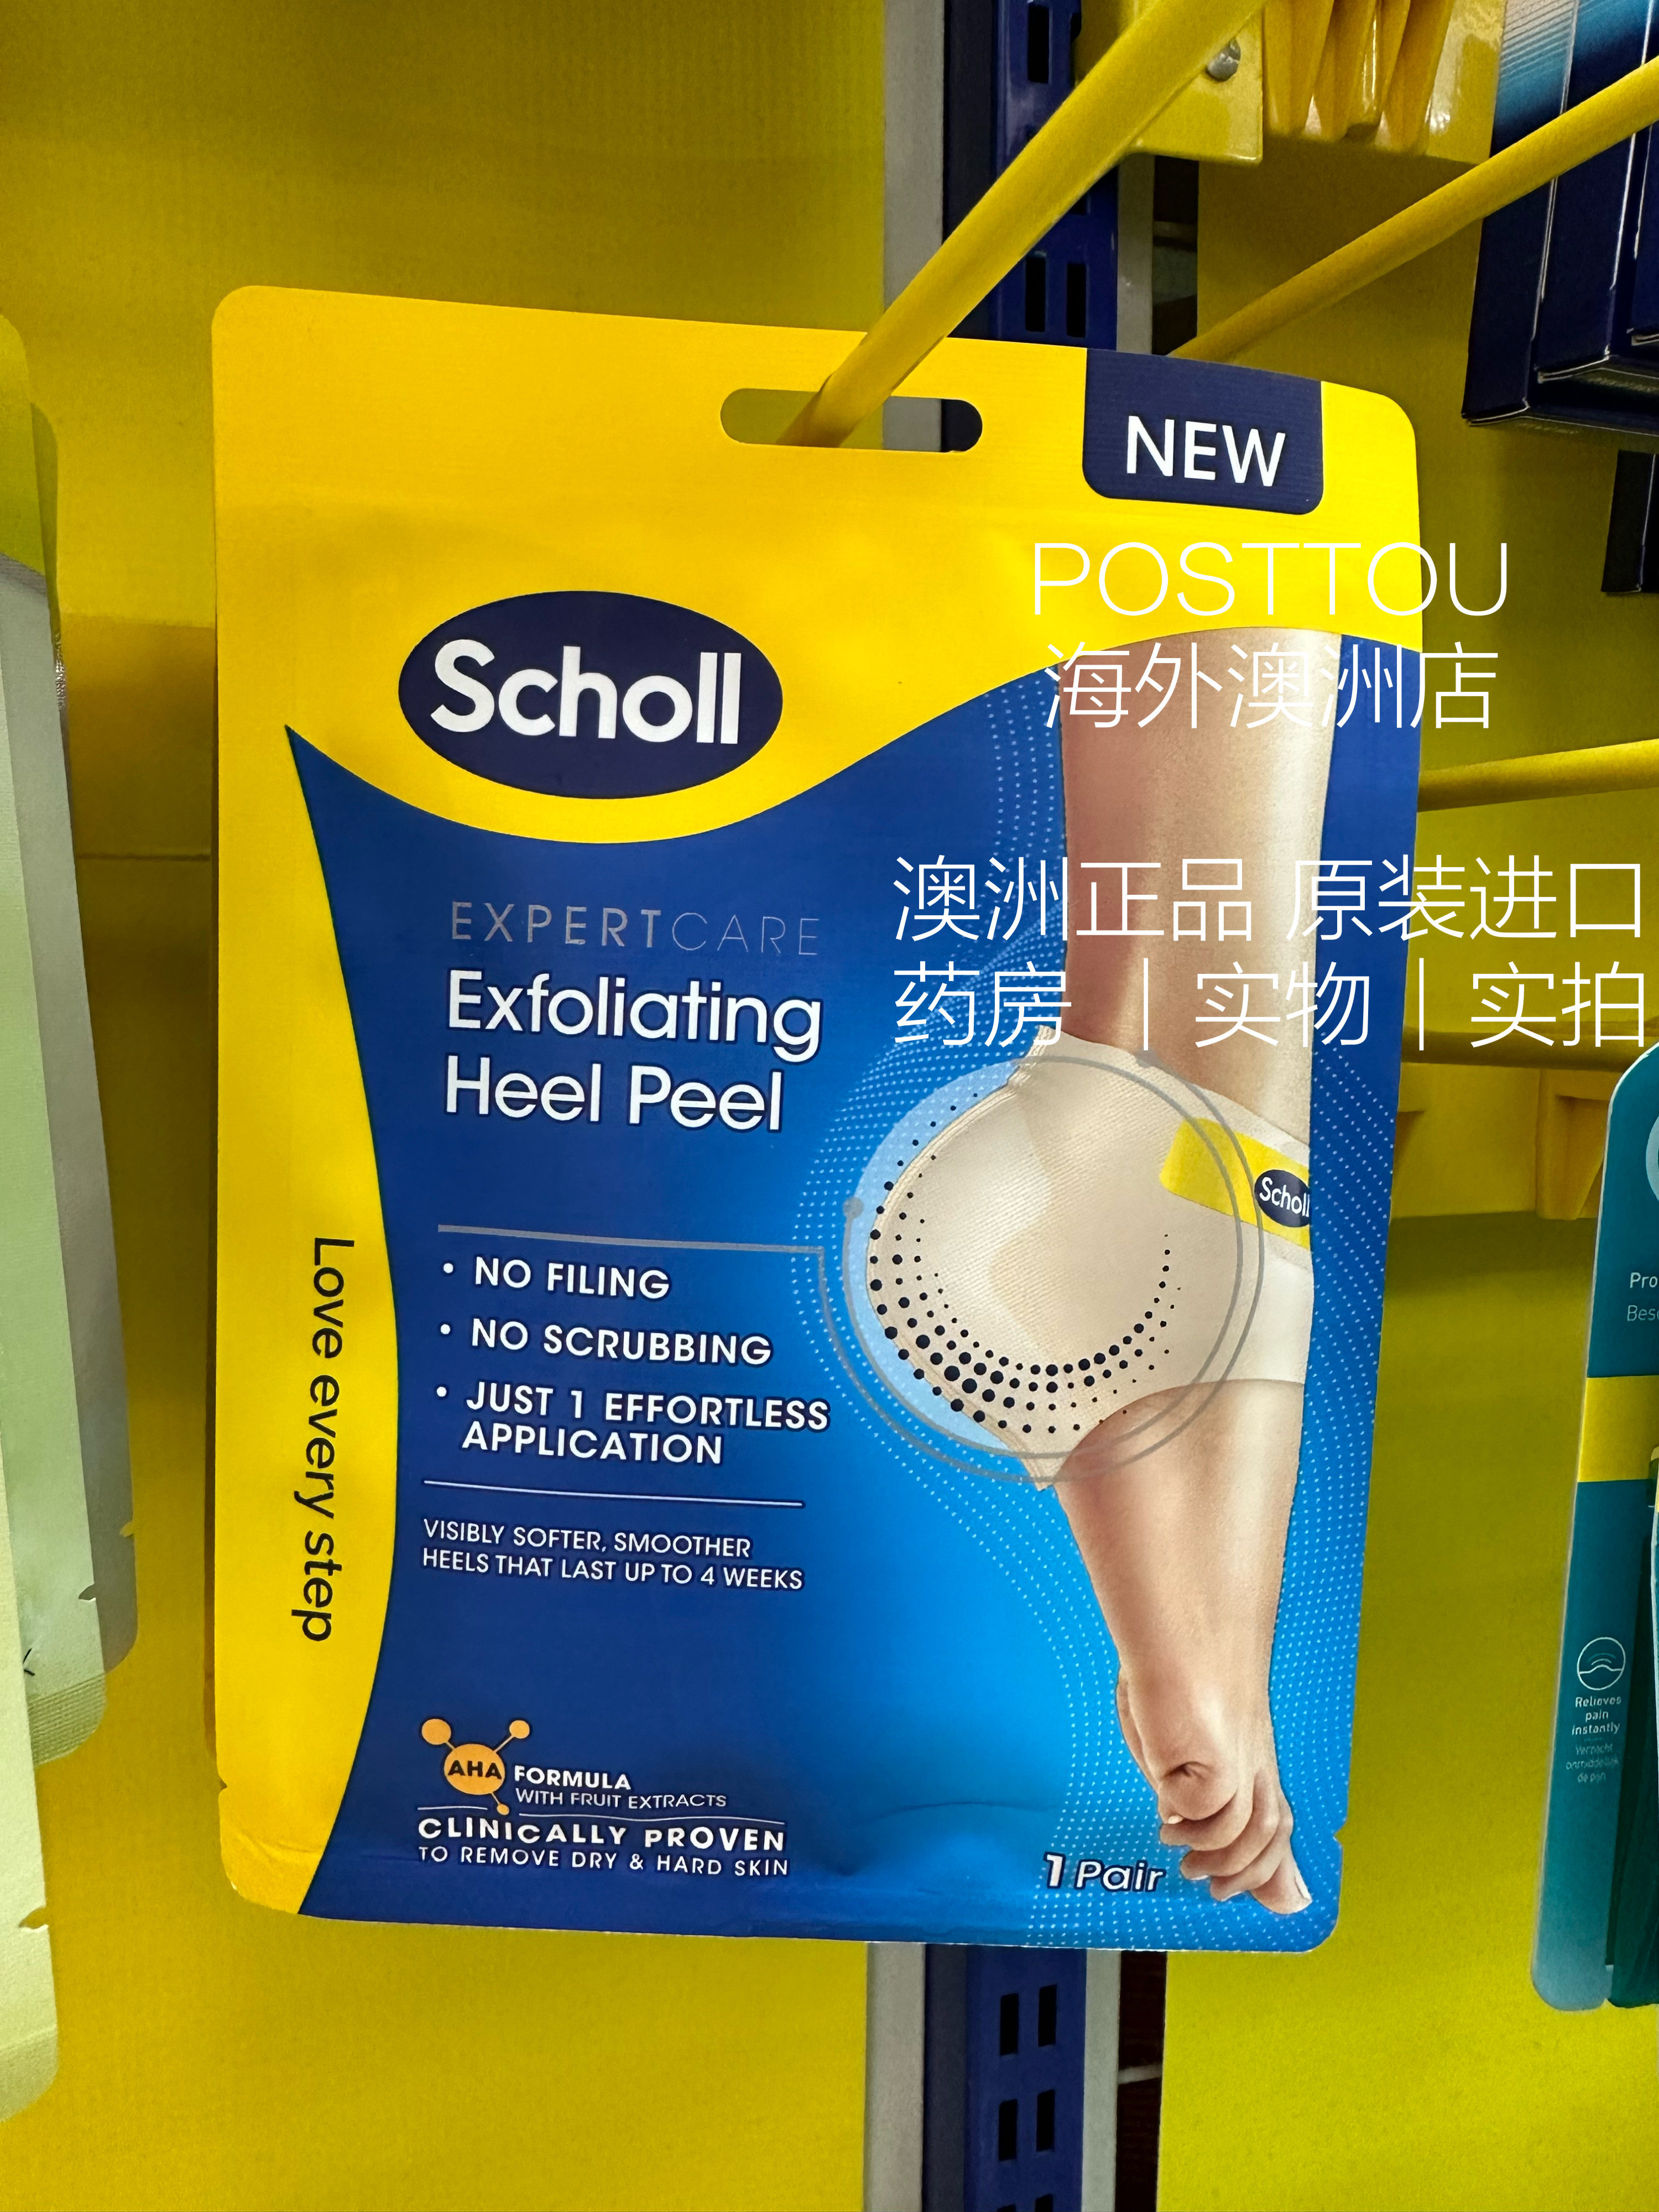 NEW
POSTTOU
海外澳洲店
Scholl
澳洲正品 原装进口
药房 | 实物 | 实拍
EXPERTCARE
Exfoliating
Heel Peel
Scholl
• NO FILING
• NO SCRUBBING
• JUST 1 EFFORTLESS
APPLICATION
VISIBLY SOFTER, SMOOTHER
HEELS THAT LAST UP TO 4 WEEKS
Love every step
AHA FORMULA
WITH FRUIT EXTRACTS
CLINICALLY PROVEN
TO REMOVE DRY & HARD SKIN
1 Pair
Pro
Relieves
pain
instantly